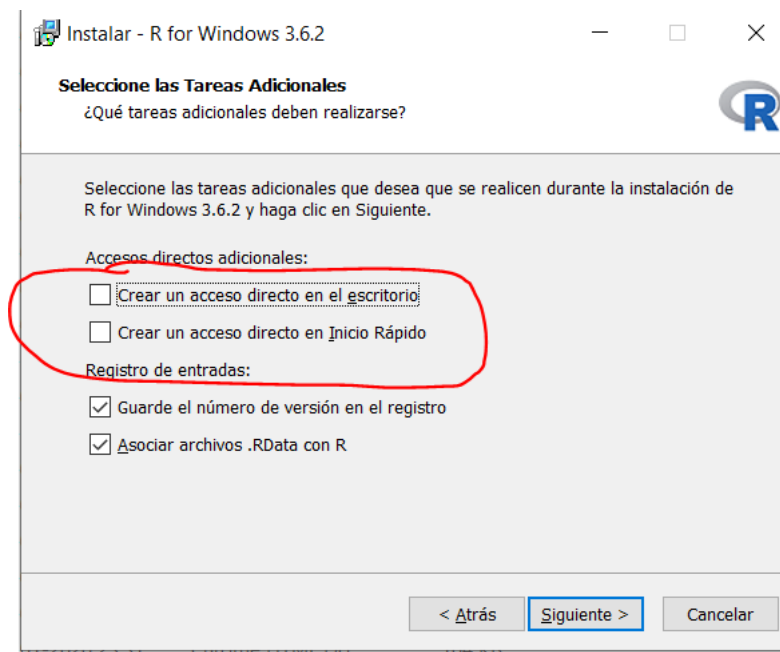 Instalar - R for Windows 3.6.2
Seleccione las Tareas Adicionales
¿Qué tareas adicionales deben realizarse?
R
Seleccione las tareas adicionales que desea que se realicen durante la instalación de
R for Windows 3.6.2 y haga clic en Siguiente.
Accesos directos adicionales:
Crear un acceso directo en el escritorio
Crear un acceso directo en Inicio Rápido
Registro de entradas:
Guarde el número de versión en el registro
Asociar archivos .RData con R
< Atrás
Siguiente >
Cancelar